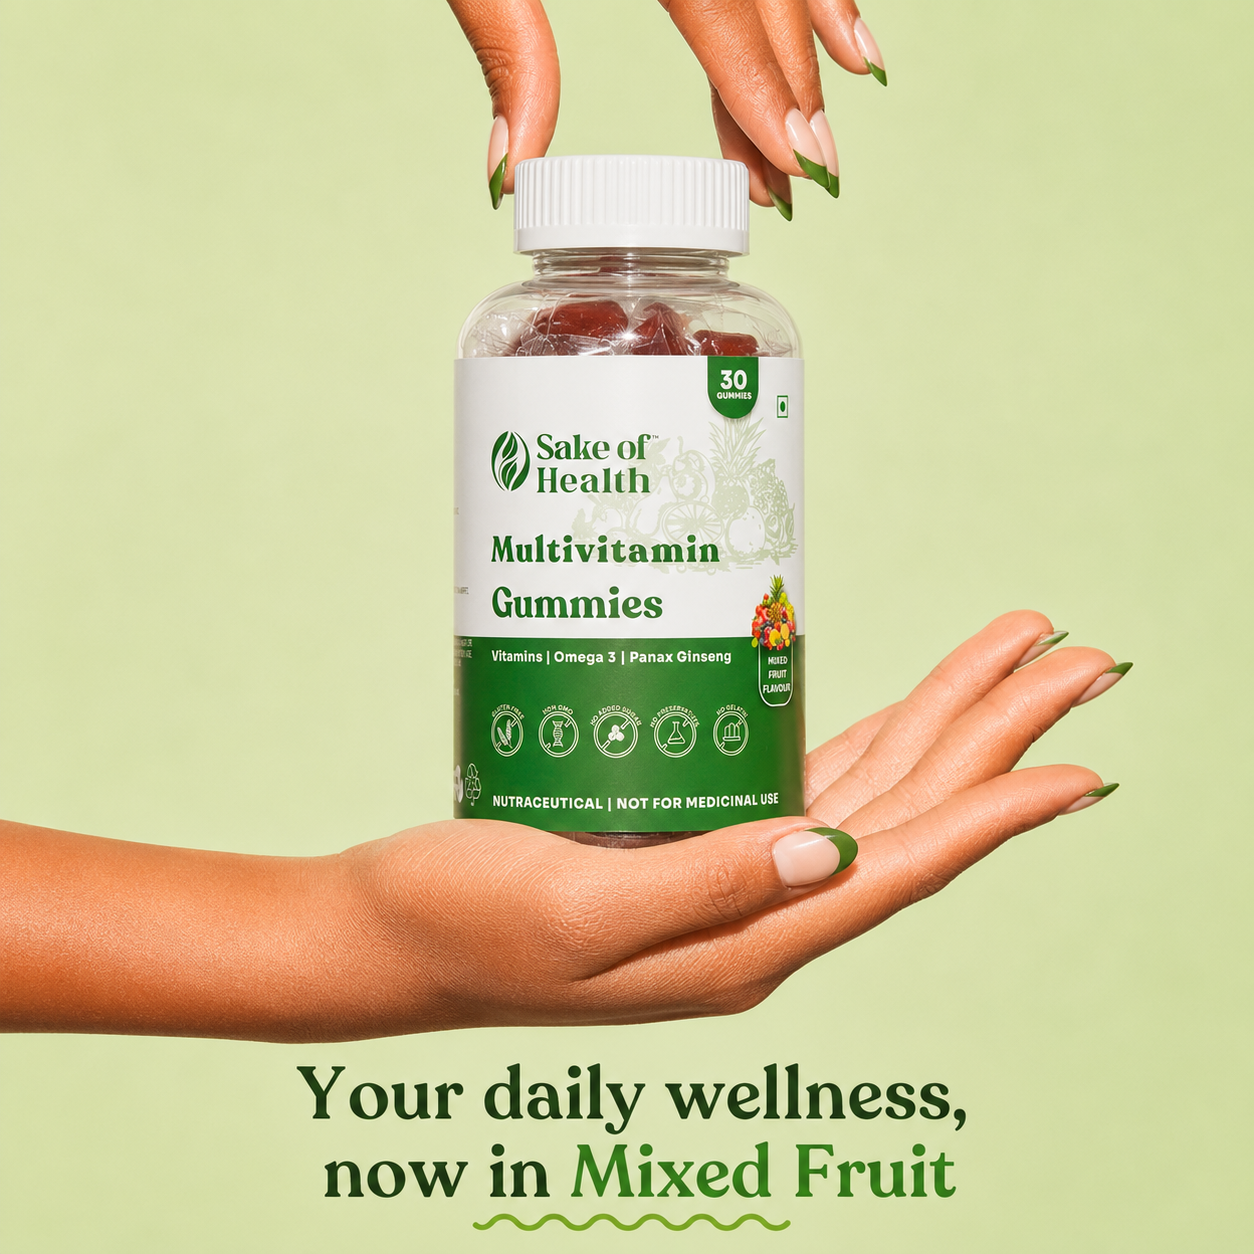 30
GUMMIES
Sake of™
Health
Multivitamin
Gummies
Vitamins | Omega 3 | Panax Ginseng
MIXED
FRUIT
FLAVOUR
GLUTEN FREE
NON GMO
NO ADDED SUGAR
NO PRESERVATIVES
NO GELATIN
NUTRACEUTICAL | NOT FOR MEDICINAL USE
Your daily wellness,
now in Mixed Fruit